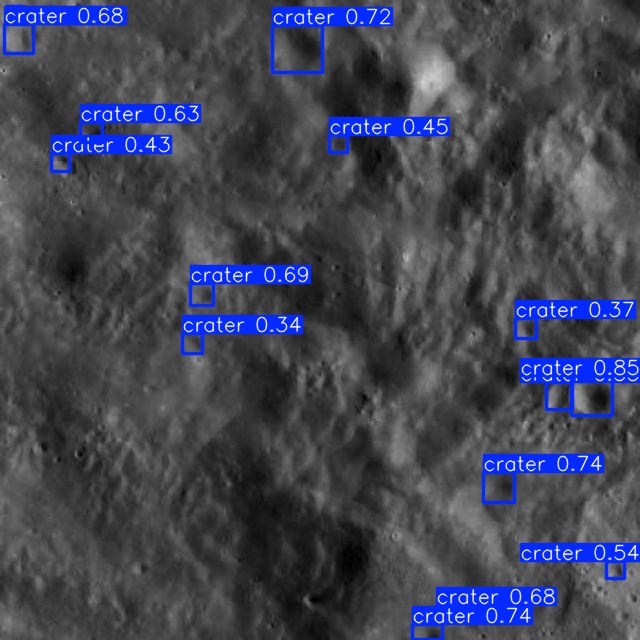 crater 0.68
crater 0.72
crater 0.63
crater 0.45
crater 0.43
crater 0.69
crater 0.37
crater 0.34
crater 0.85
crater 0.74
crater 0.54
crater 0.68
crater 0.74